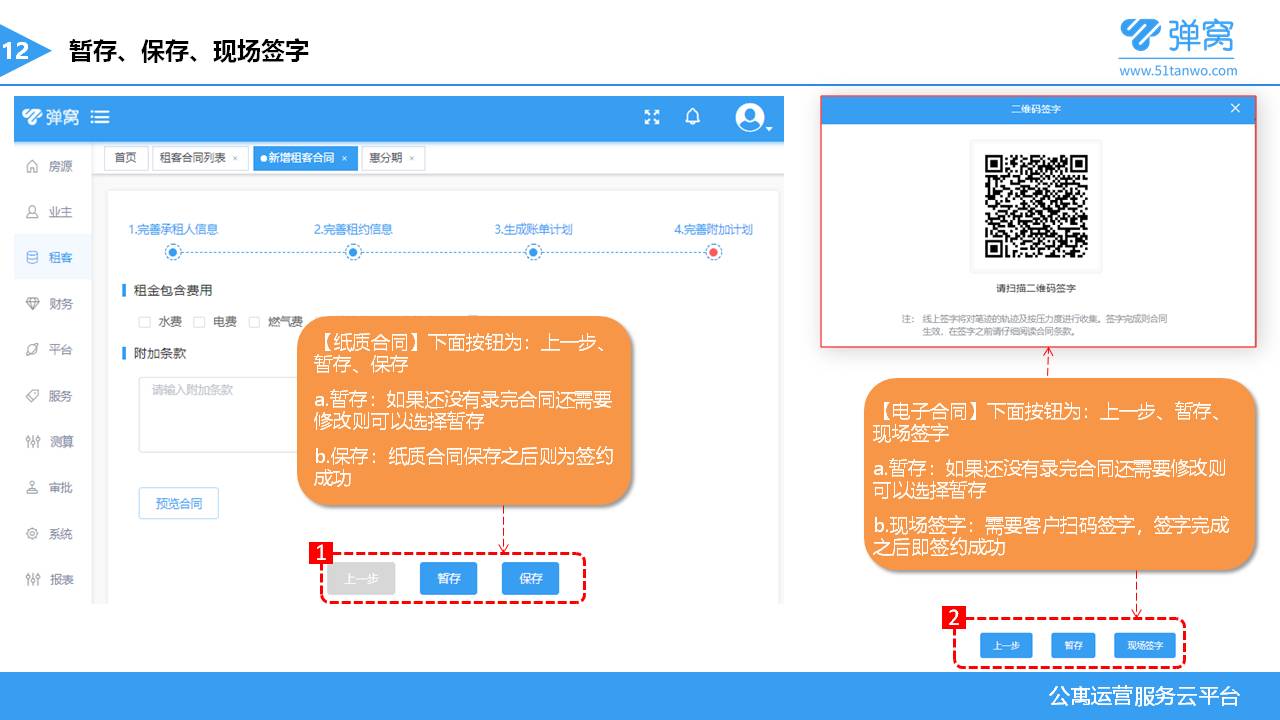 12
暂存、保存、现场签字
弹窝
www.51tanwo.com
弹窝
房源
业主
租客
财务
平台
服务
测算
审批
系统
报表
首页
租客合同列表 ×
新增租客合同 ×
惠分期 ×
1.完善承租人信息
2.完善租约信息
3.生成账单计划
4.完善附加计划
租金包含费用
水费
电费
燃气费
附加条款
请输入附加条款
预览合同
【纸质合同】下面按钮为：上一步、
暂存、保存
a.暂存：如果还没有录完合同还需要
修改则可以选择暂存
b.保存：纸质合同保存之后则为签约
成功
1
上一步
暂存
保存
二维码签字
请扫描二维码签字
注： 线上签字将对笔迹的轨迹及按压力度进行收集。签字完成则合同
生效，在签字之前请仔细阅读合同条款。
【电子合同】下面按钮为：上一步、暂存、
现场签字
a.暂存：如果还没有录完合同还需要修改则
可以选择暂存
b.现场签字：需要客户扫码签字，签字完成
之后即签约成功
2
上一步
暂存
现场签字
公寓运营服务云平台